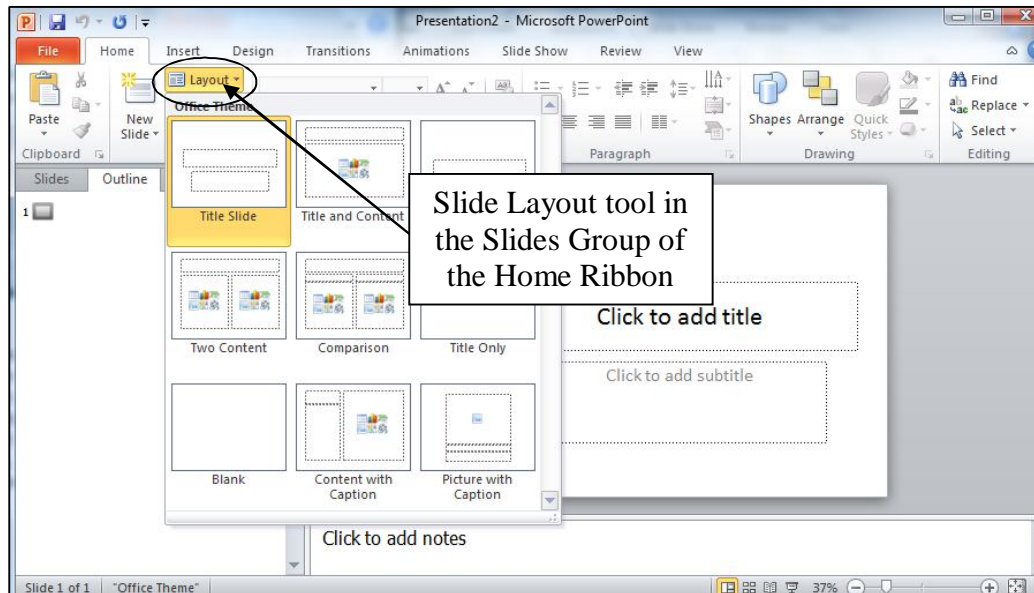 Presentation2 - Microsoft PowerPoint
File Home Insert Design Transitions Animations Slide Show Review View
Layout
Paste
New
Slide
Shapes Arrange Quick
Styles
Find
Replace
Select
Clipboard Paragraph Drawing Editing
Office Theme
Slides Outline
1
Title Slide Title and Content
Slide Layout tool in
the Slides Group of
the Home Ribbon
Two Content Comparison Title Only
Click to add title
Click to add subtitle
Blank Content with
Caption Picture with
Caption
Click to add notes
Slide 1 of 1 "Office Theme" 37%